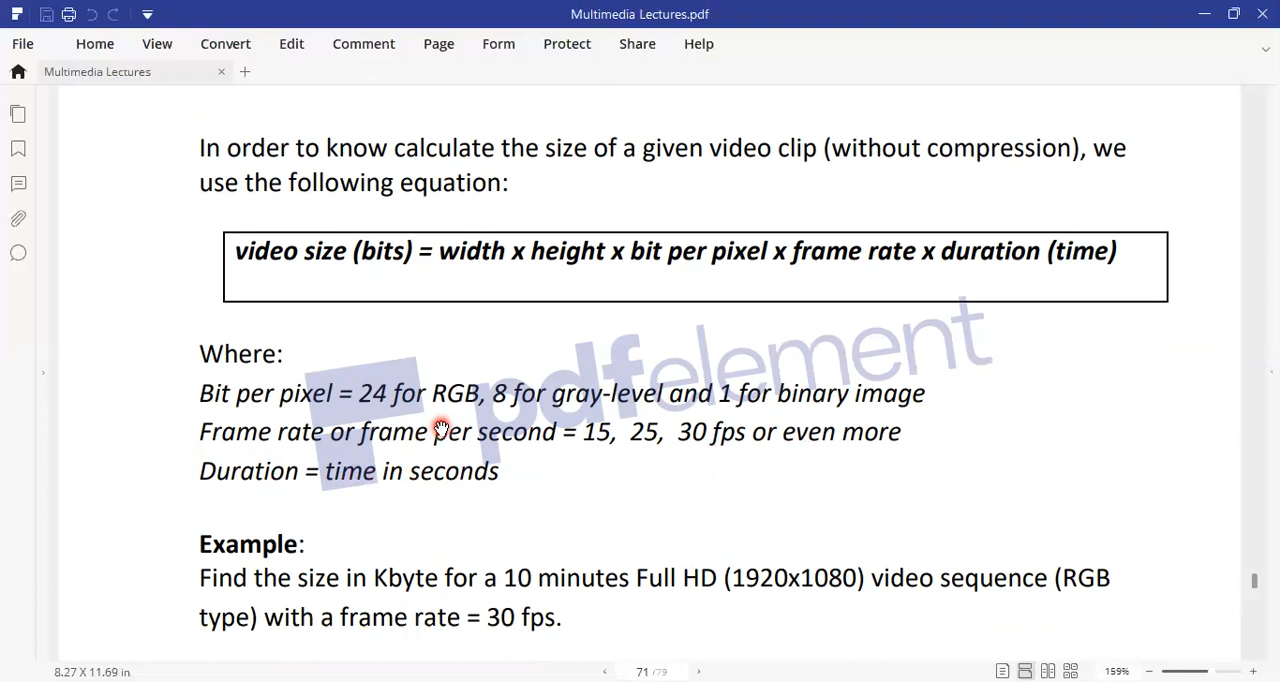 Multimedia Lectures.pdf
File Home View Convert Edit Comment Page Form Protect Share Help
Multimedia Lectures
In order to know calculate the size of a given video clip (without compression), we
use the following equation:
video size (bits) = width x height x bit per pixel x frame rate x duration (time)
Where:
Bit per pixel = 24 for RGB, 8 for gray-level and 1 for binary image
Frame rate or frame per second = 15, 25, 30 fps or even more
Duration = time in seconds
pdfelement
Example:
Find the size in Kbyte for a 10 minutes Full HD (1920x1080) video sequence (RGB
type) with a frame rate = 30 fps.
8.27 X 11.69 in 71 /79 159%